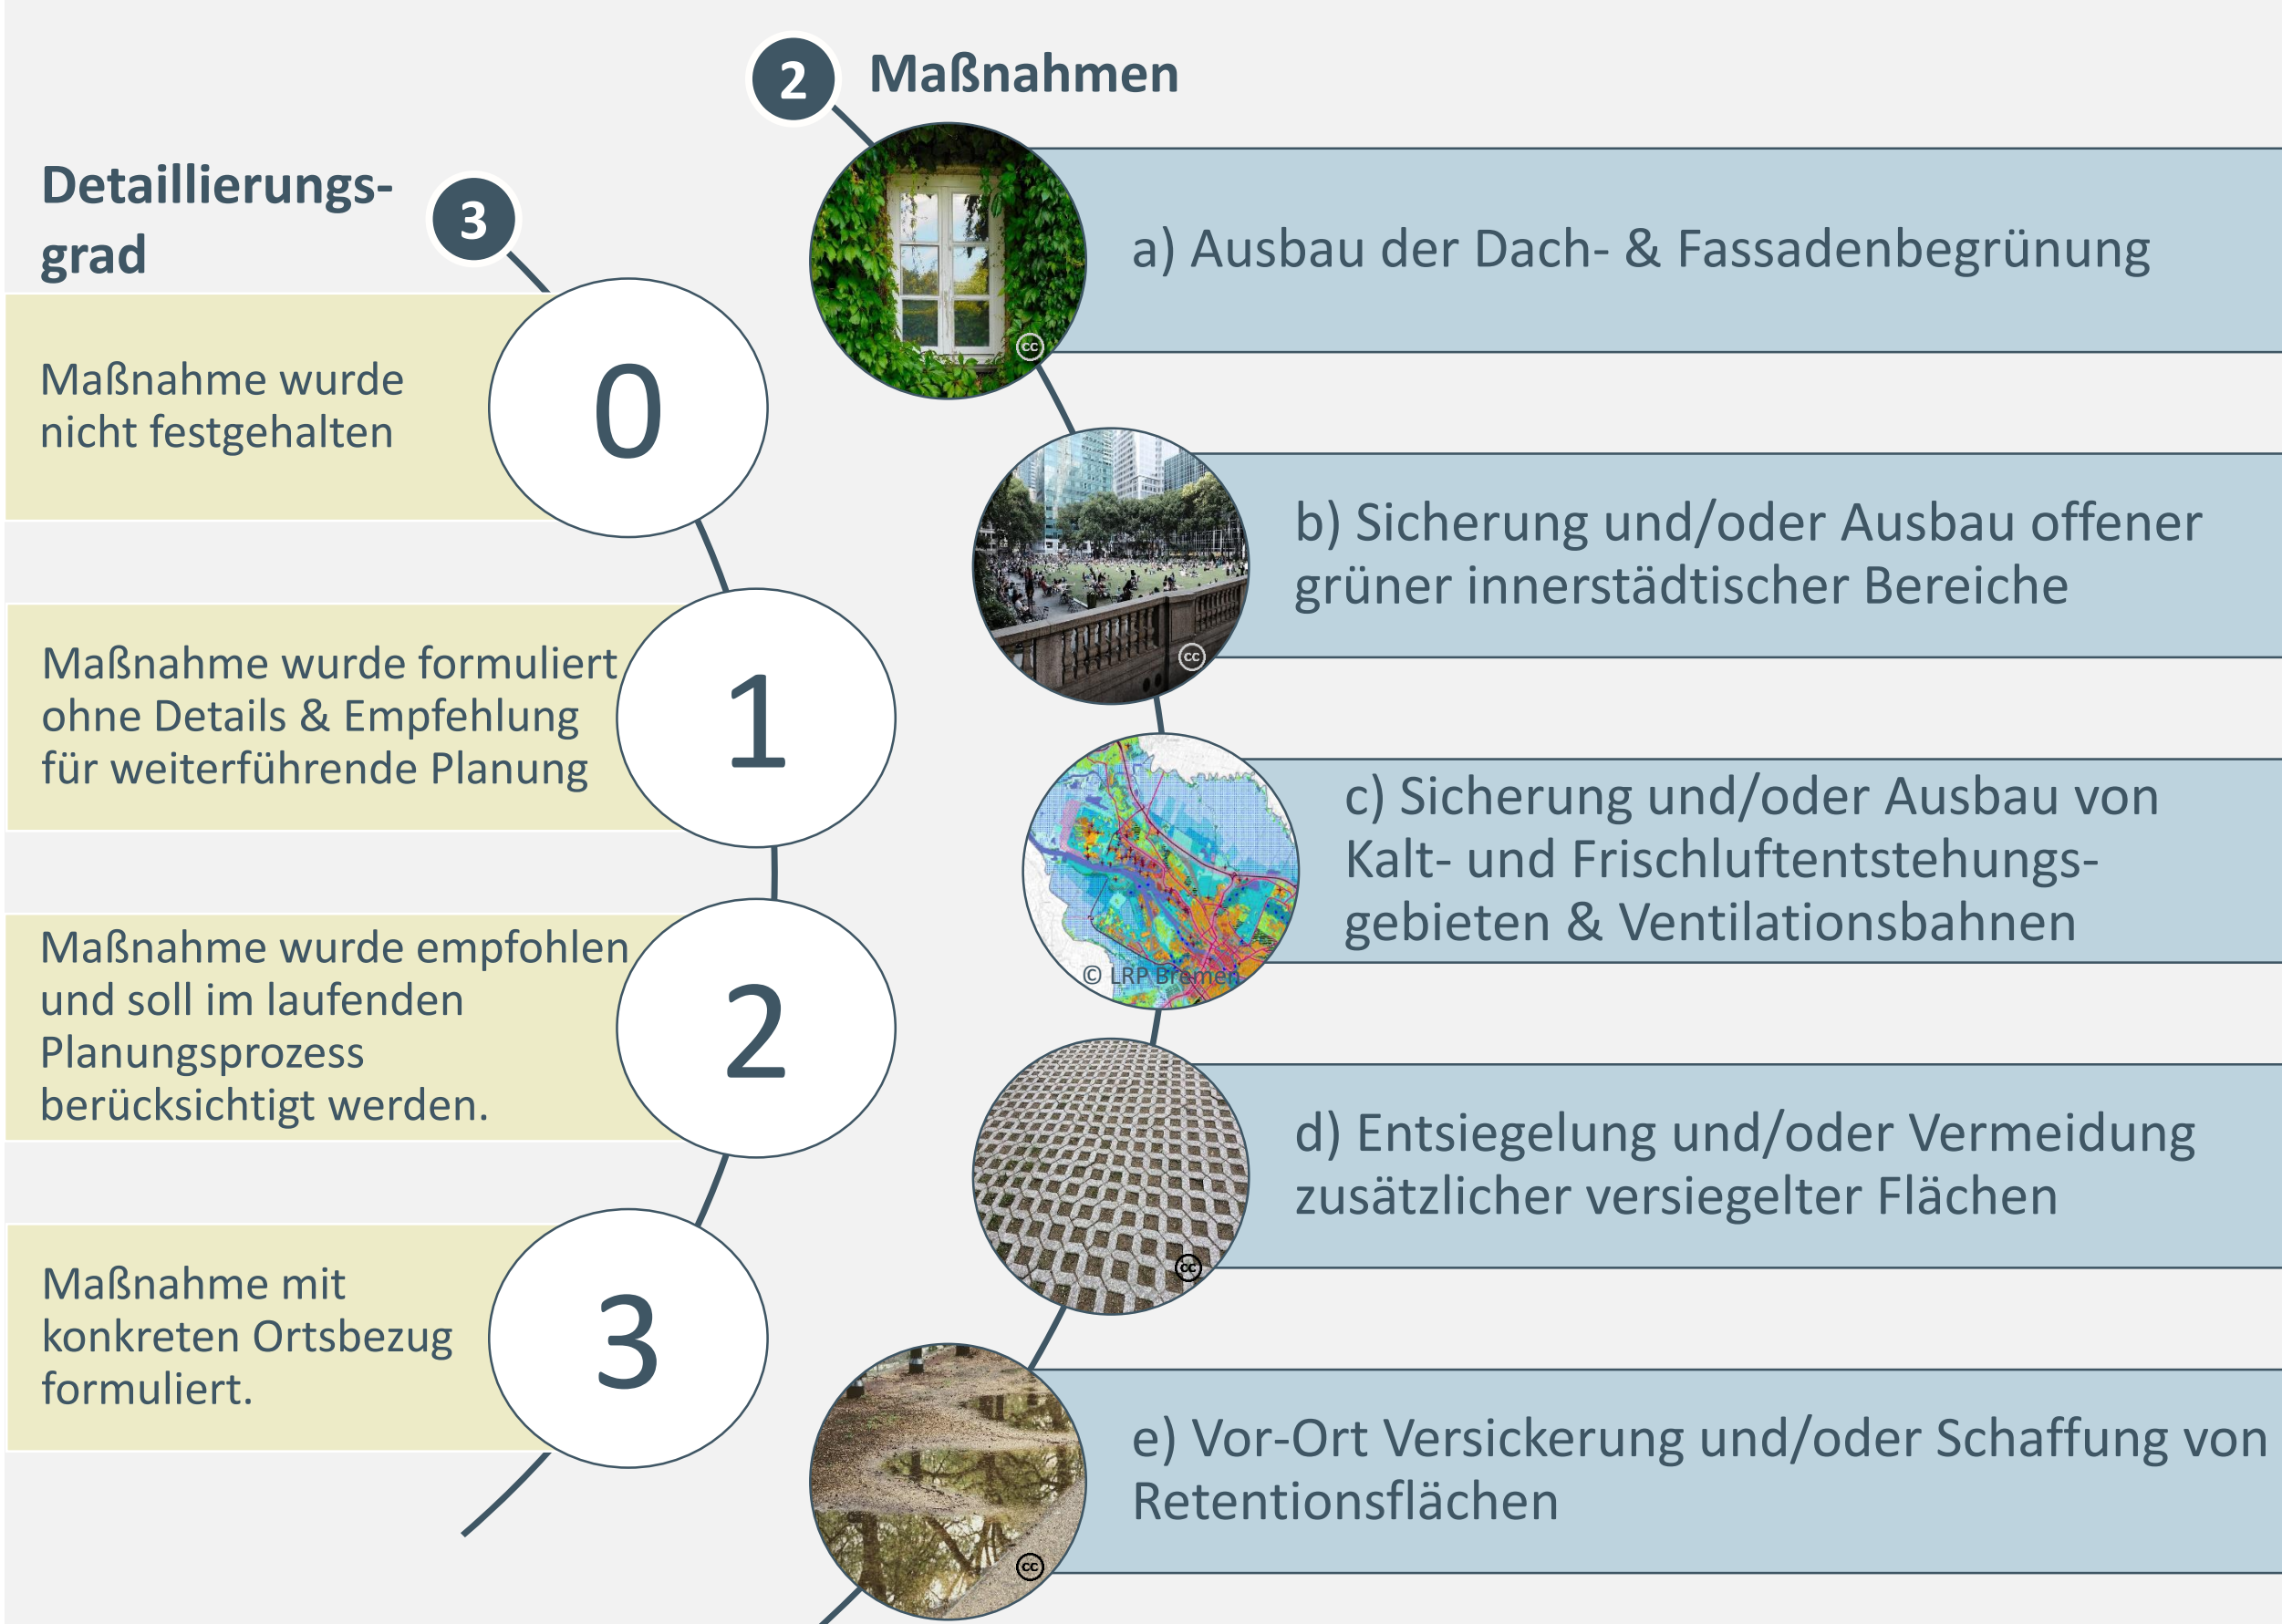 2
Maßnahmen
a) Ausbau der Dach- & Fassadenbegrünung
cc
b) Sicherung und/oder Ausbau offener
grüner innerstädtischer Bereiche
cc
c) Sicherung und/oder Ausbau von
Kalt- und Frischluftentstehungs-
gebieten & Ventilationsbahnen
© LRP Bremen
d) Entsiegelung und/oder Vermeidung
zusätzlicher versiegelter Flächen
cc
e) Vor-Ort Versickerung und/oder Schaffung von
Retentionsflächen
cc
Detaillierungs-
grad
3
Maßnahme wurde
nicht festgehalten
0
Maßnahme wurde formuliert
ohne Details & Empfehlung
für weiterführende Planung
1
Maßnahme wurde empfohlen
und soll im laufenden
Planungsprozess
berücksichtigt werden.
2
Maßnahme mit
konkreten Ortsbezug
formuliert.
3